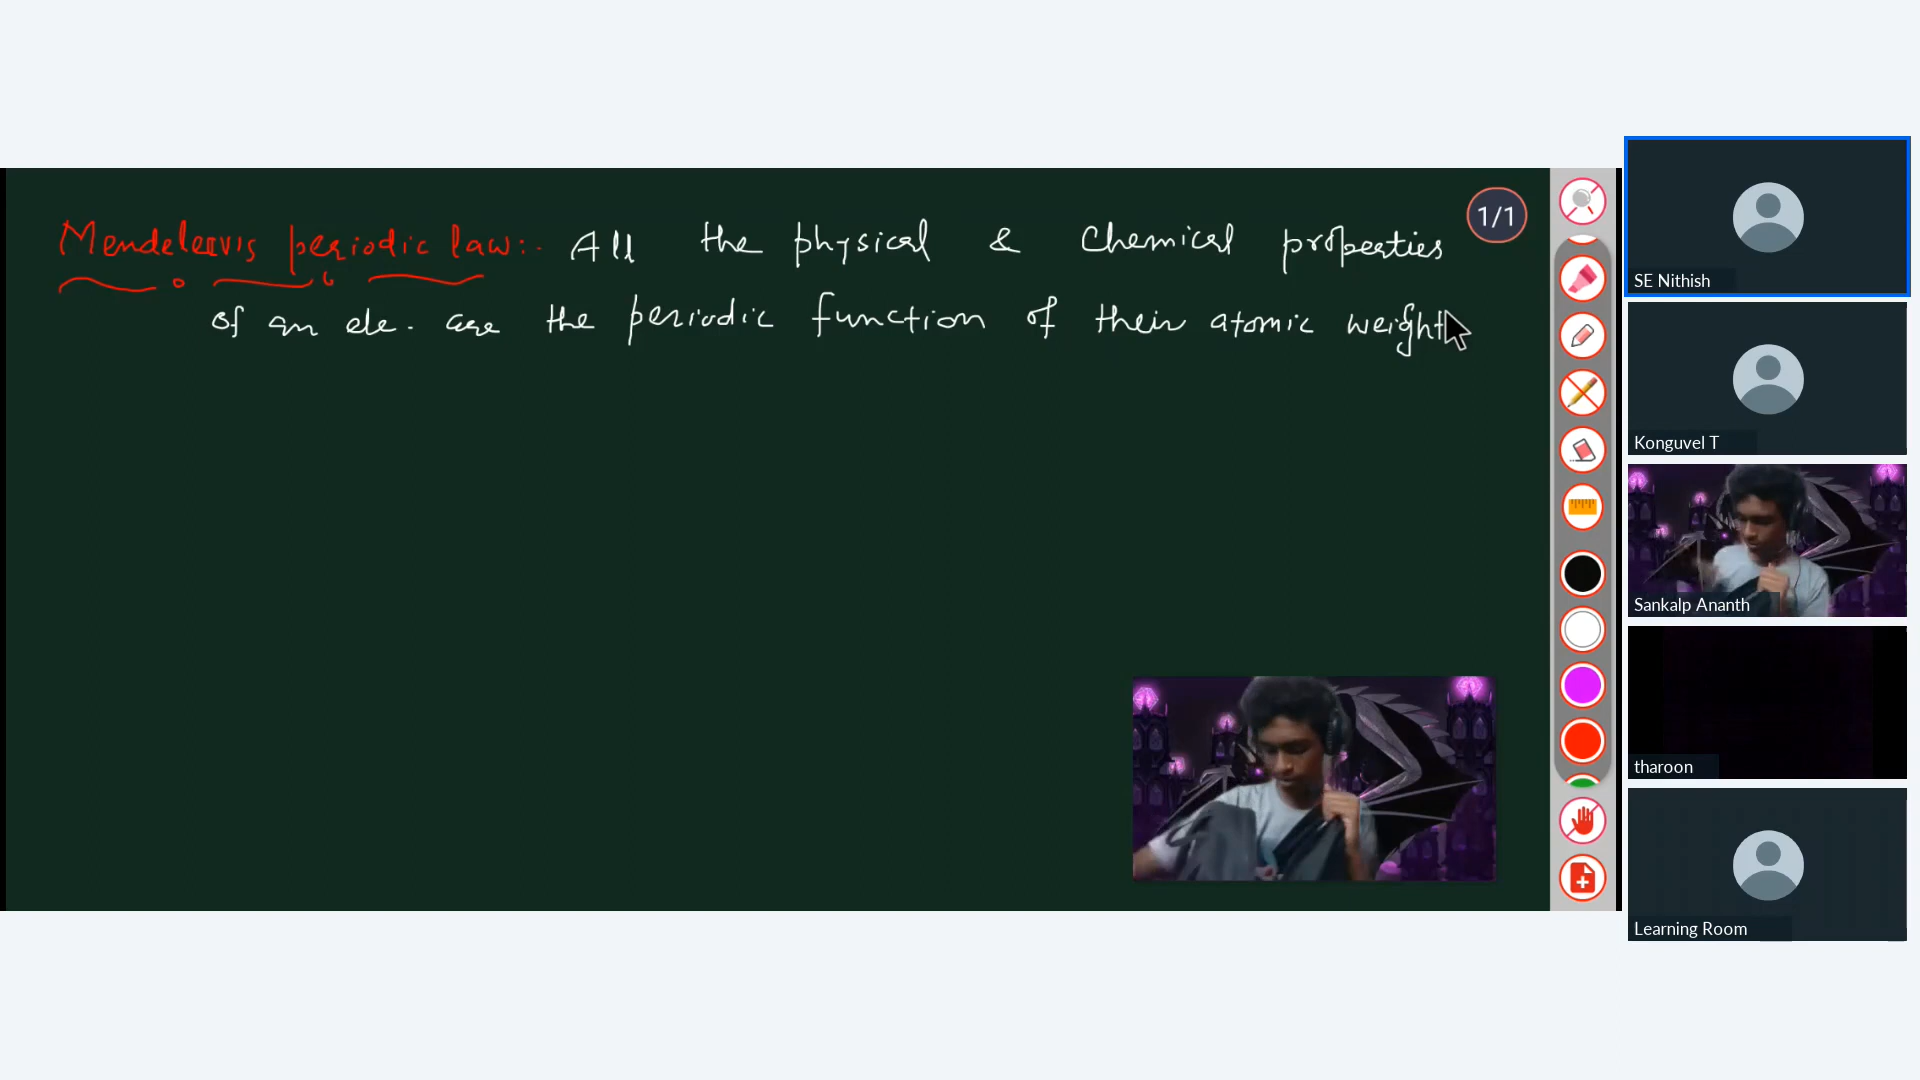 Mendeleevis periodic law:- All the physical & Chemical properties
of an ele. are the periodic function of their atomic weight
1/1
SE Nithish
Konguvel T
Sankalp Ananth
tharoon
Learning Room